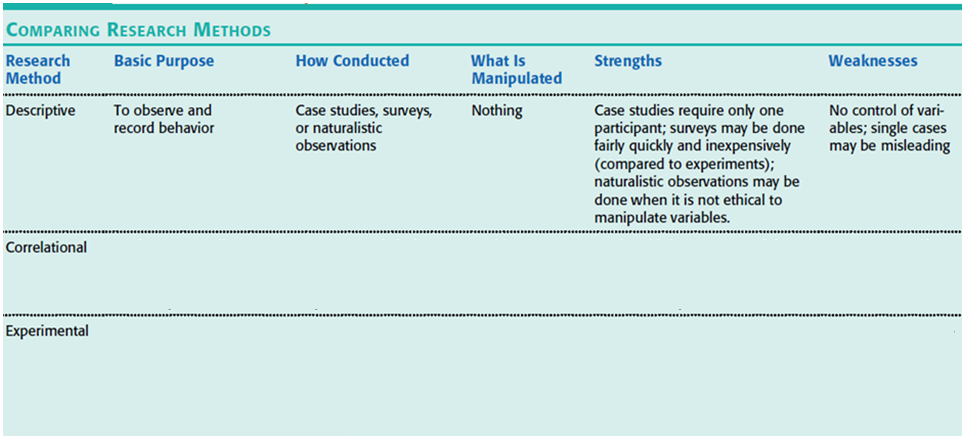 COMPARING RESEARCH METHODS
Research Method
Basic Purpose
How Conducted
What Is Manipulated
Strengths
Weaknesses
Descriptive
To observe and
record behavior
Case studies, surveys,
or naturalistic
observations
Nothing
Case studies require only one
participant; surveys may be done
fairly quickly and inexpensively
(compared to experiments);
naturalistic observations may be
done when it is not ethical to
manipulate variables.
No control of vari-
ables; single cases
may be misleading
Correlational
Experimental